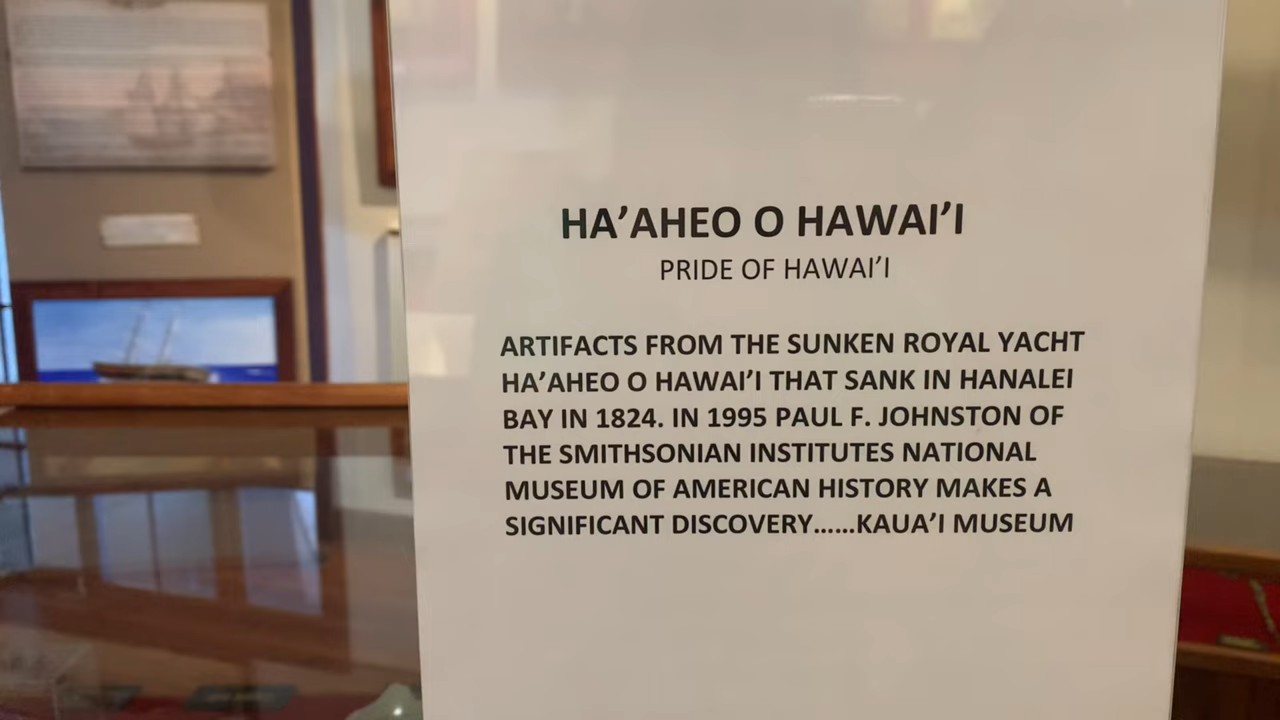 HA’AHEO O HAWAI’I
PRIDE OF HAWAI’I
ARTIFACTS FROM THE SUNKEN ROYAL YACHT
HA’AHEO O HAWAI’I THAT SANK IN HANALEI
BAY IN 1824. IN 1995 PAUL F. JOHNSTON OF
THE SMITHSONIAN INSTITUTES NATIONAL
MUSEUM OF AMERICAN HISTORY MAKES A
SIGNIFICANT DISCOVERY......KAUA’I MUSEUM